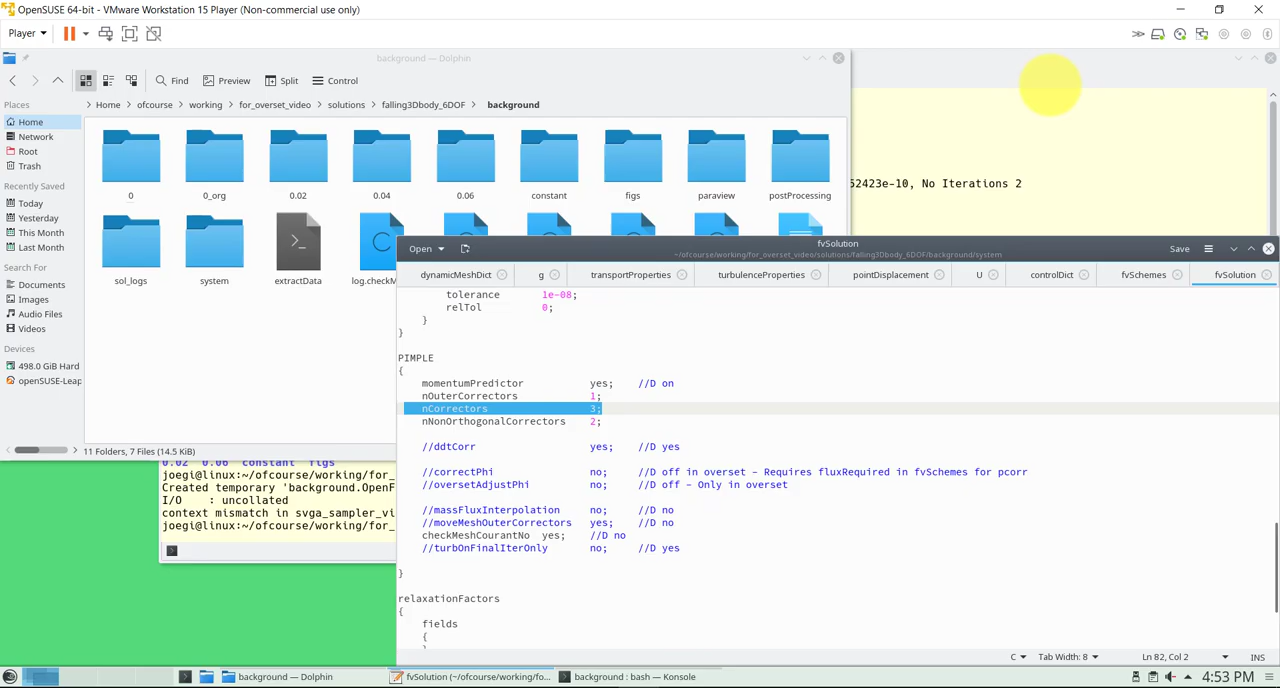 OpenSUSE 64-bit - VMware Workstation 15 Player (Non-commercial use only)
Player
background — Dolphin
Find Preview Split Control
Places
Home
Network
Root
Trash
Recently Saved
Today
Yesterday
This Month
Last Month
Search For
Documents
Images
Audio Files
Videos
Devices
498.0 GiB Hard
openSUSE-Leap
Home ofcourse working for_overset_video solutions falling3Dbody_6DOF background
0 0_org 0.02 0.04 0.06 constant figs paraview postProcessing
sol_logs system extractData log.checkM
11 Folders, 7 Files (14.5 KiB)
52423e-10, No Iterations 2
0.02 0.06 constant figs
joegi@linux:~/ofcourse/working/for_
Created temporary 'background.OpenF
I/O : uncollated
context mismatch in svga_sampler_vi
joegi@linux:~/ofcourse/working/for_
Open fvSolution Save
~/ofcourse/working/for_overset_video/solutions/falling3Dbody_6DOF/background/system
dynamicMeshDict g transportProperties turbulenceProperties pointDisplacement U controlDict fvSchemes fvSolution
tolerance 1e-08;
relTol 0;
}
}
PIMPLE
{
momentumPredictor yes; //D on
nOuterCorrectors 1;
nCorrectors 3;
nNonOrthogonalCorrectors 2;
//ddtCorr yes; //D yes
//correctPhi no; //D off in overset - Requires fluxRequired in fvSchemes for pcorr
//oversetAdjustPhi no; //D off - Only in overset
//massFluxInterpolation no; //D no
//moveMeshOuterCorrectors yes; //D no
checkMeshCourantNo yes; //D no
//turbOnFinalIterOnly no; //D yes
}
relaxationFactors
{
fields
{
C Tab Width: 8 Ln 82, Col 2 INS
background — Dolphin fvSolution (~/ofcourse/working/fo... background : bash — Konsole 4:53 PM